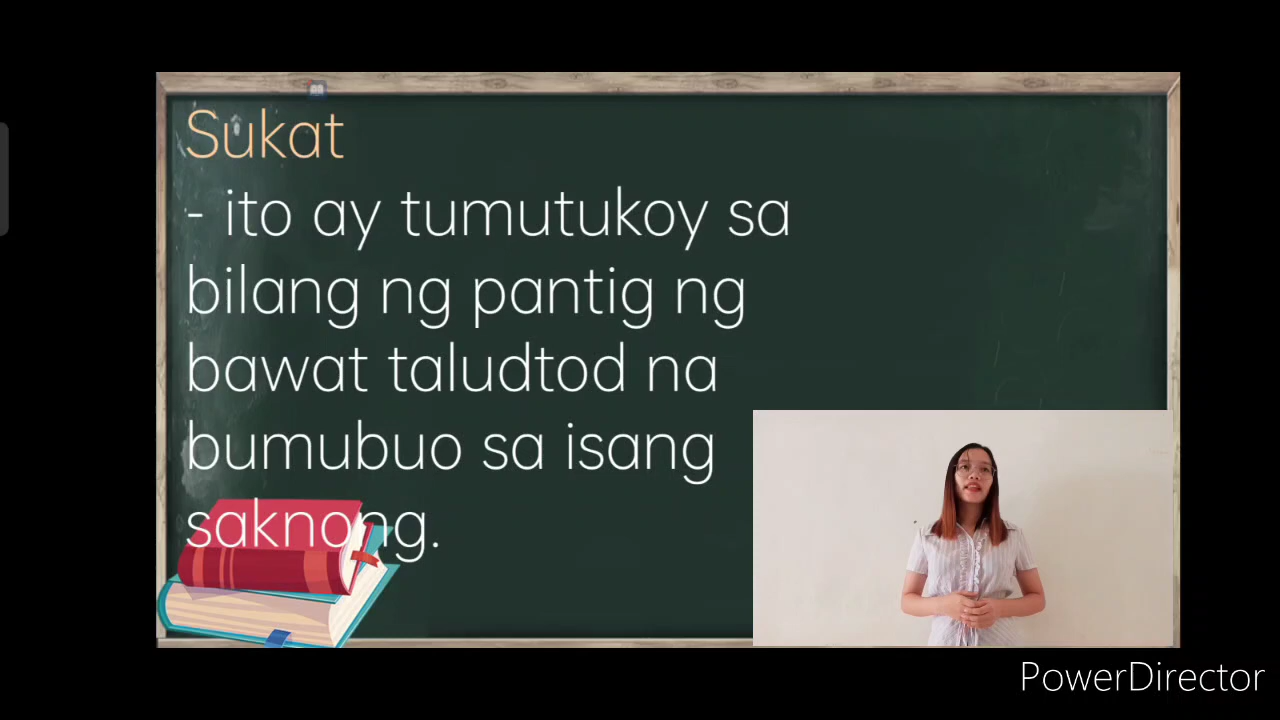 Sukat
- ito ay tumutukoy sa
bilang ng pantig ng
bawat taludtod na
bumubuo sa isang
saknong.
PowerDirector